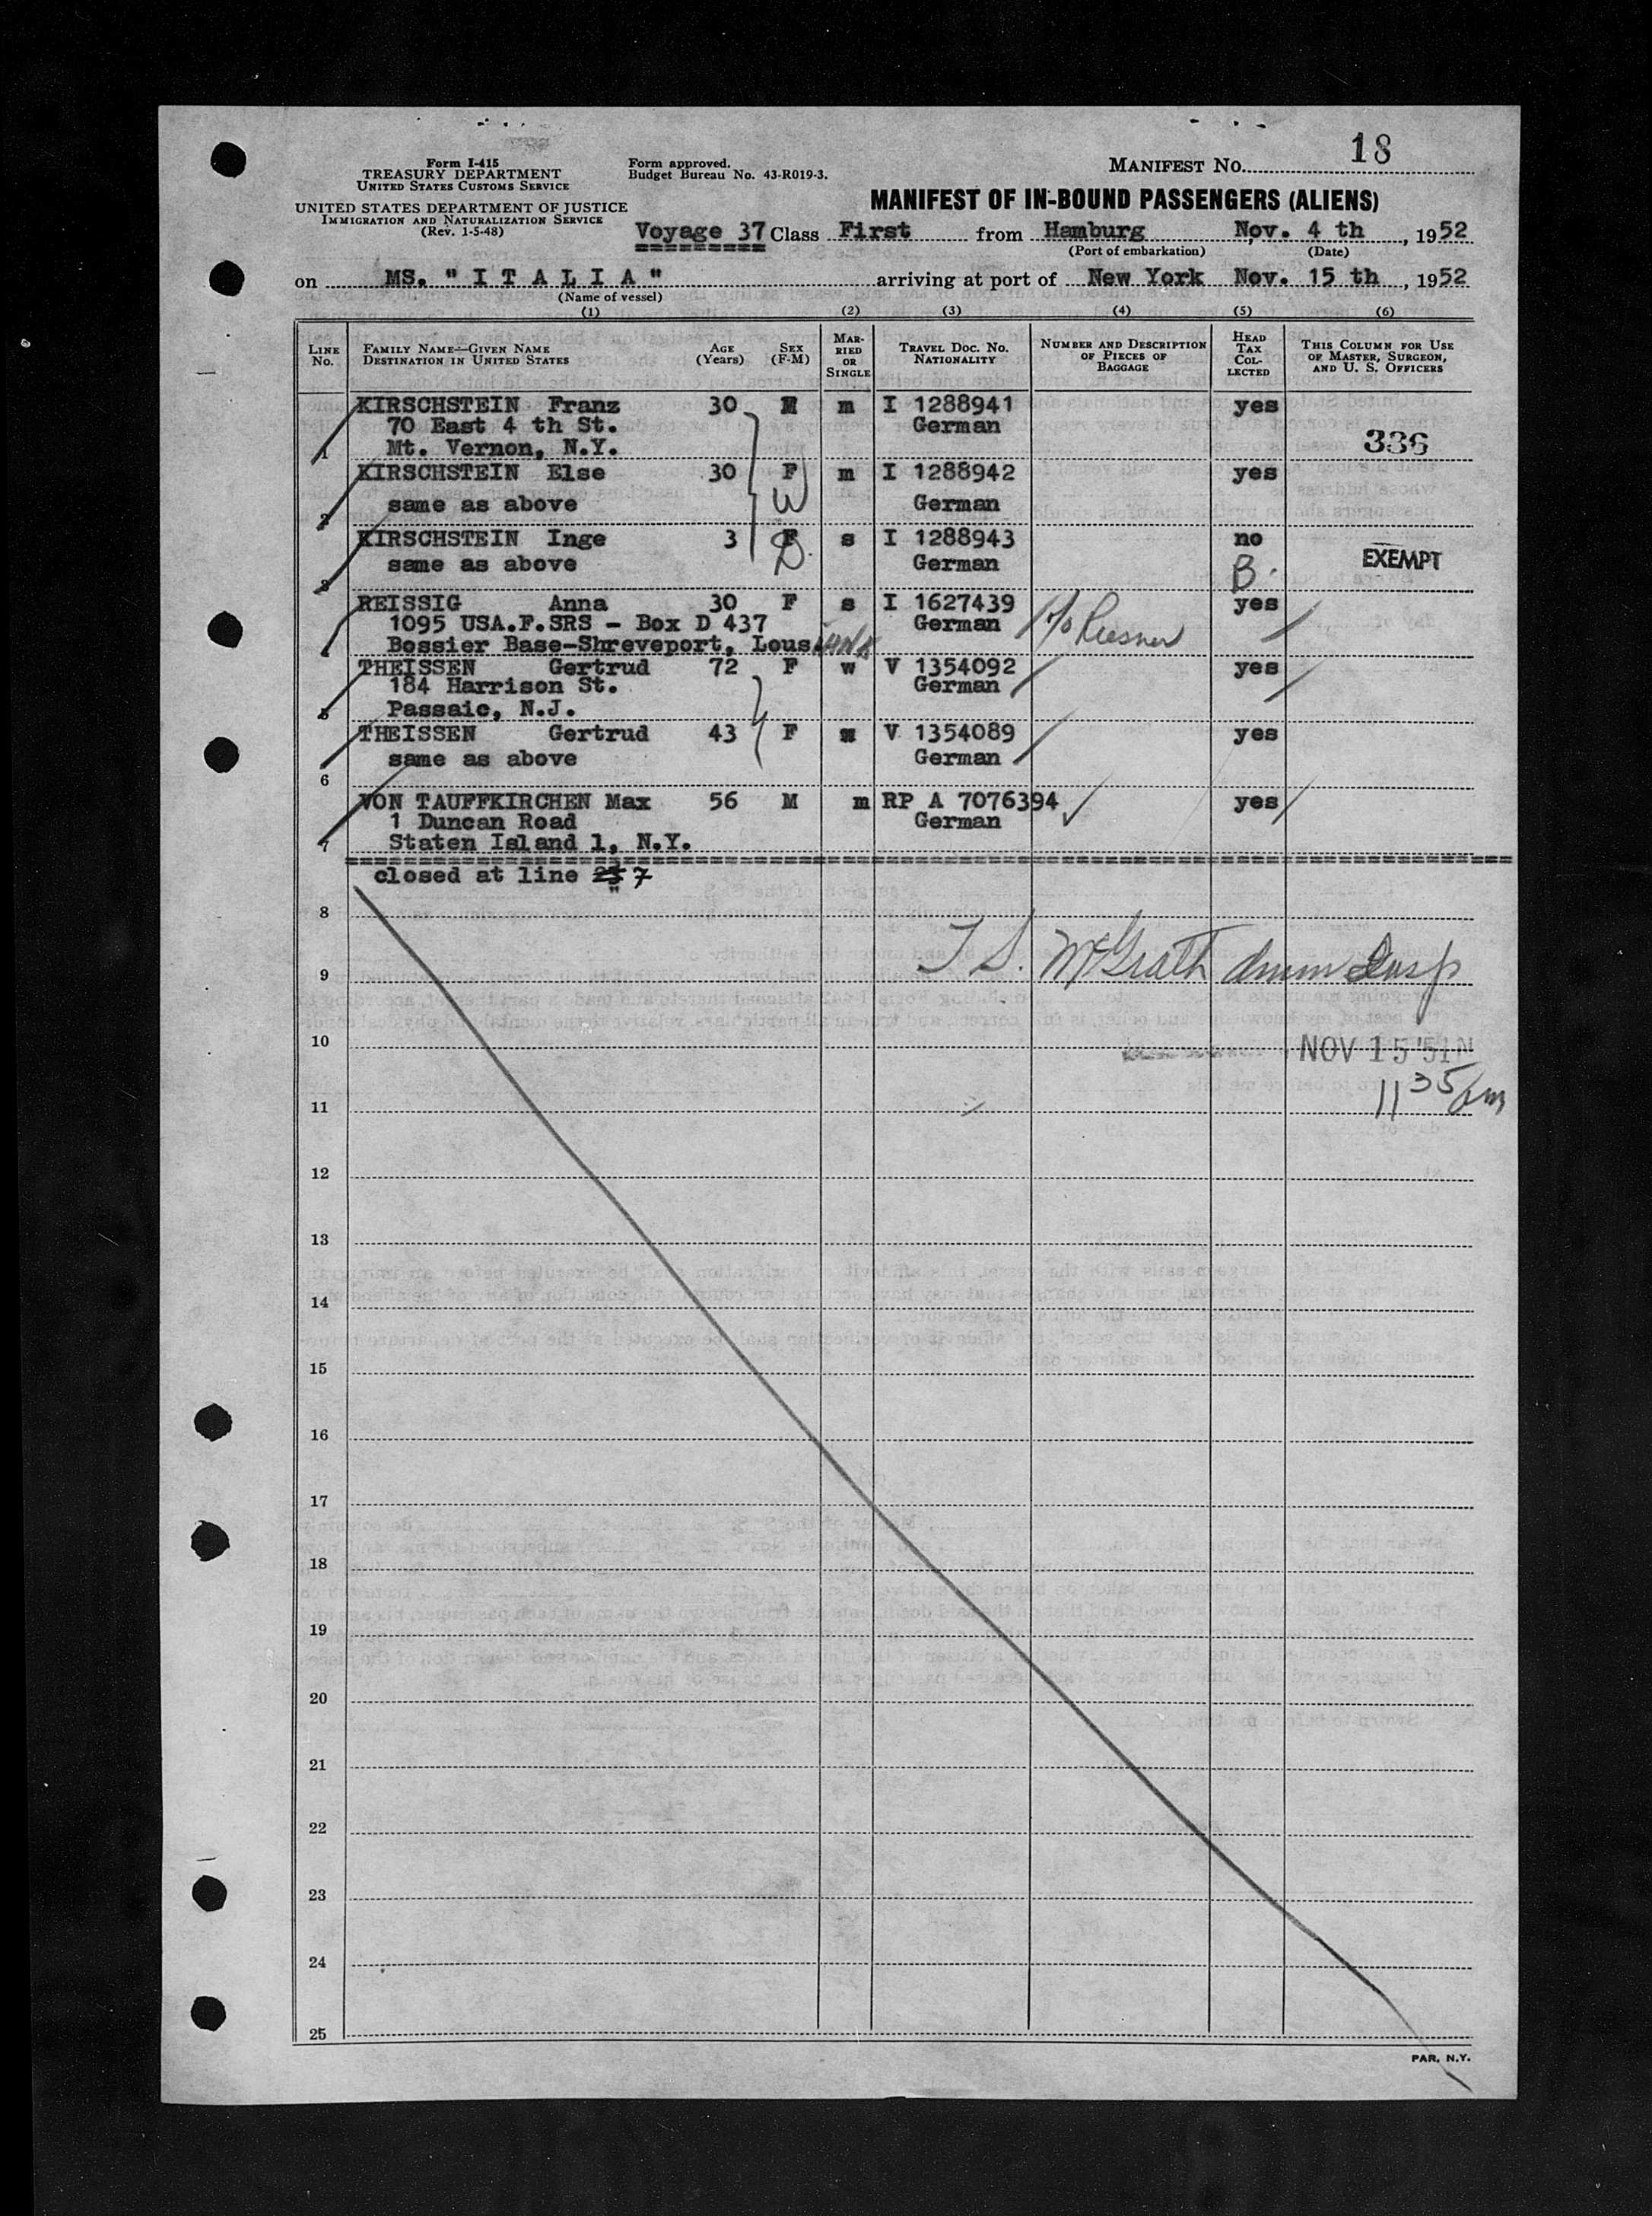 18
Form I-415
TREASURY DEPARTMENT
UNITED STATES CUSTOMS SERVICE
UNITED STATES DEPARTMENT OF JUSTICE
IMMIGRATION AND NATURALIZATION SERVICE
(Rev. 1-5-48)
Form approved.
Budget Bureau No. 43-R019-3.
MANIFEST NO.
MANIFEST OF IN-BOUND PASSENGERS (ALIENS)
Voyage 37 Class First from Hamburg Nov. 4 th, 1952
(Port of embarkation) (Date)
on MS. " I T A L I A " arriving at port of New York Nov. 15 th, 1952
(Name of vessel)
(1) (2) (3) (4) (5) (6)
LINE NO. FAMILY NAME—GIVEN NAME DESTINATION IN UNITED STATES AGE (Years) SEX (F-M) MARRIED OR SINGLE TRAVEL DOC. NO. NATIONALITY NUMBER AND DESCRIPTION OF PIECES OF BAGGAGE HEAD TAX COLLECTED THIS COLUMN FOR USE OF MASTER, SURGEON, AND U. S. OFFICERS
KIRSCHSTEIN Franz 30 M m I 1288941 yes
70 East 4 th St. German
1 Mt. Vernon, N.Y. 336
KIRSCHSTEIN Else 30 F m I 1288942 yes
2 same as above W German
KIRSCHSTEIN Inge 3 F s I 1288943 no
3 same as above D. German B. EXEMPT
REISSIG Anna 30 F s I 1627439 yes
1095 USA.F.SRS - Box D 437 German
4 Bossier Base-Shreveport, Lous
THEISSEN Gertrud 72 F w V 1354092 yes
184 Harrison St. German
5 Passaic, N.J.
THEISSEN Gertrud 43 F V 1354089 yes
same as above German
6
VON TAUFFKIRCHEN Max 56 M m RP A 7076394 yes
1 Duncan Road German
7 Staten Island 1, N.Y.
closed at line 7
8
9 T S. McGrath Imm Insp
10 NOV 15
11 11 35 pm
12
13
14
15
16
17
18
19
20
21
22
23
24
25
PAR. N.Y.